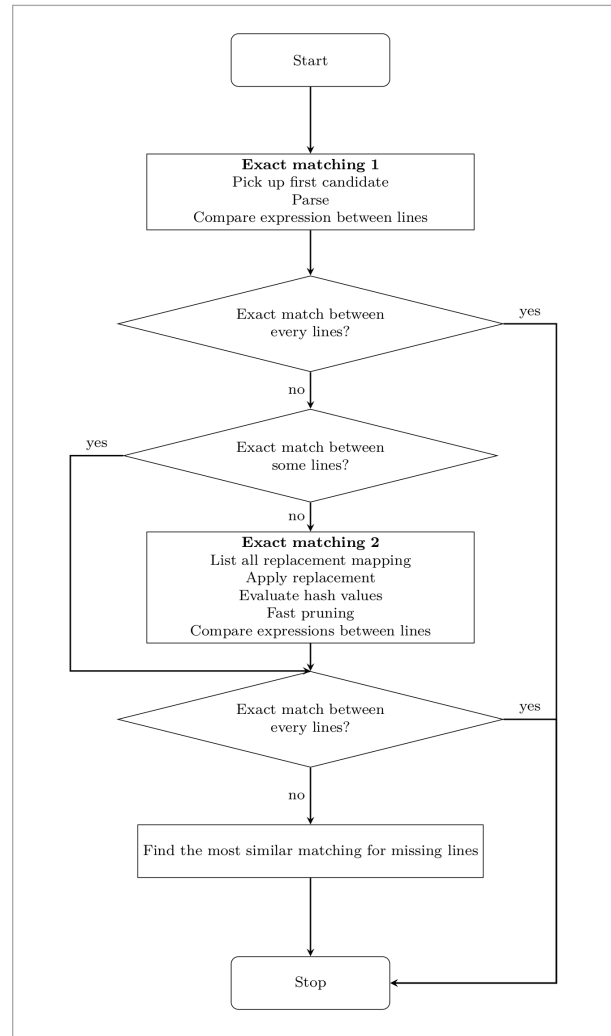 Start
Exact matching 1
Pick up first candidate
Parse
Compare expression between lines
Exact match between
every lines?
yes
no
Exact match between
some lines?
yes
no
Exact matching 2
List all replacement mapping
Apply replacement
Evaluate hash values
Fast pruning
Compare expressions between lines
Exact match between
every lines?
yes
no
Find the most similar matching for missing lines
Stop